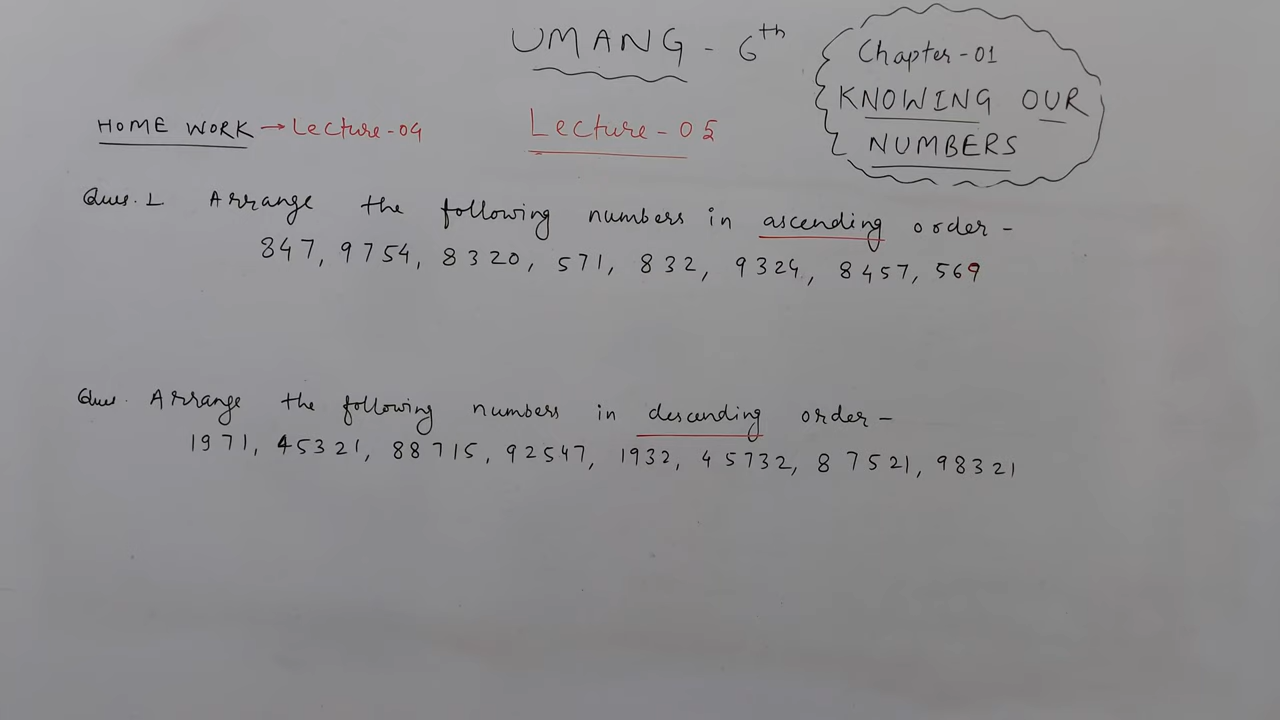 UMANG - 6th
Chapter-01
KNOWING OUR
NUMBERS
HOME WORK → Lecture-04
Lecture-05
Ques. 1. Arrange the following numbers in ascending order-
847, 9754, 8320, 571, 832, 9324, 8457, 569
Ques. Arrange the following numbers in descending order-
1971, 45321, 88715, 92547, 1932, 45732, 87521, 98321